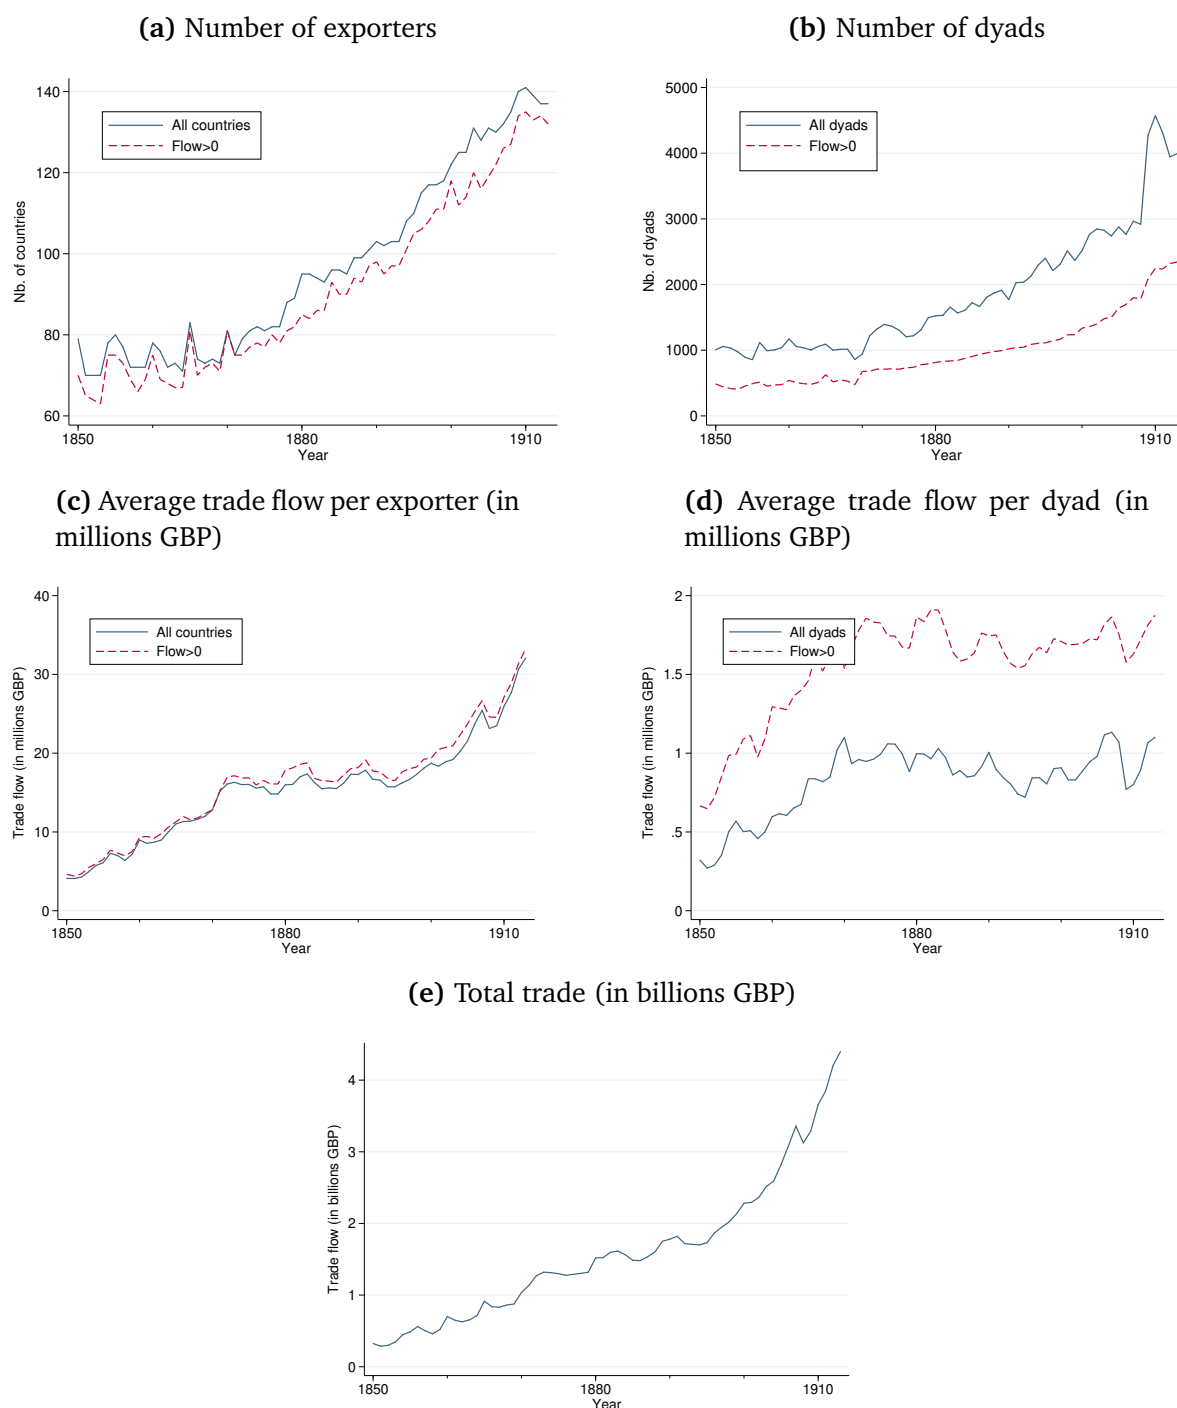 (a) Number of exporters
140
120
100
80
60
Nb. of countries
All countries
Flow>0
1850
1880
1910
Year
(b) Number of dyads
5000
4000
3000
2000
1000
0
Nb. of dyads
All dyads
Flow>0
1850
1880
1910
Year
(c) Average trade flow per exporter (in
millions GBP)
40
30
20
10
0
Trade flow (in millions GBP)
All countries
Flow>0
1850
1880
1910
Year
(d) Average trade flow per dyad (in
millions GBP)
2
1.5
1
.5
0
Trade flow (in millions GBP)
All dyads
Flow>0
1850
1880
1910
Year
(e) Total trade (in billions GBP)
4
3
2
1
0
Trade flow (in billions GBP)
1850
1880
1910
Year